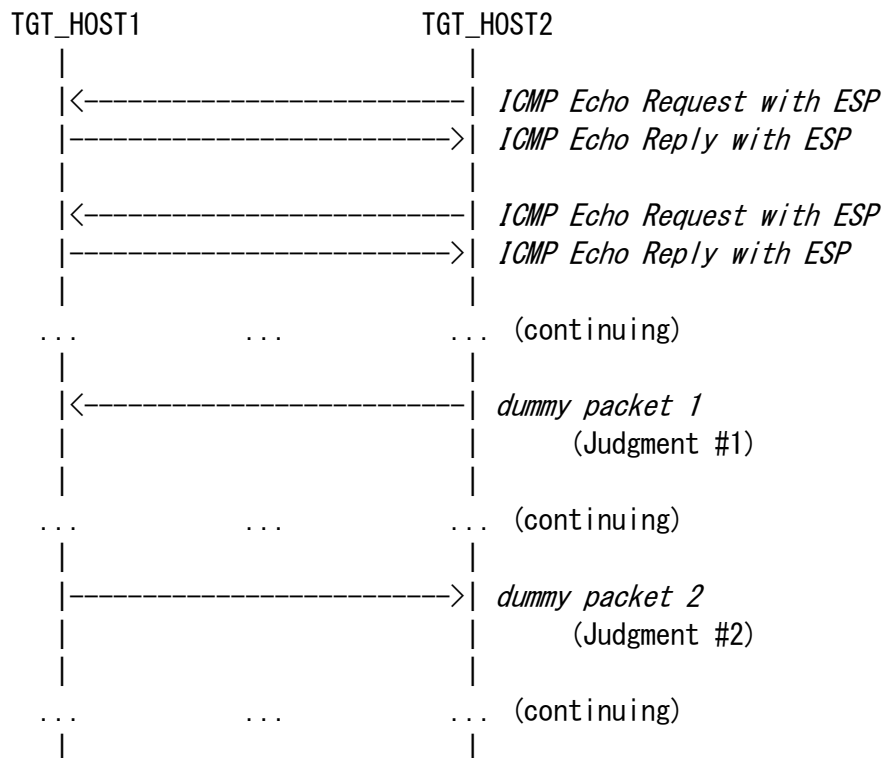 TGT_HOST1 TGT_HOST2
| |
|<--------------------------| ICMP Echo Request with ESP
|-------------------------->| ICMP Echo Reply with ESP
| |
|<--------------------------| ICMP Echo Request with ESP
|-------------------------->| ICMP Echo Reply with ESP
| |
... ... ... (continuing)
| |
|<--------------------------| dummy packet 1
| | (Judgment #1)
| |
... ... ... (continuing)
| |
|-------------------------->| dummy packet 2
| | (Judgment #2)
| |
... ... ... (continuing)
| |